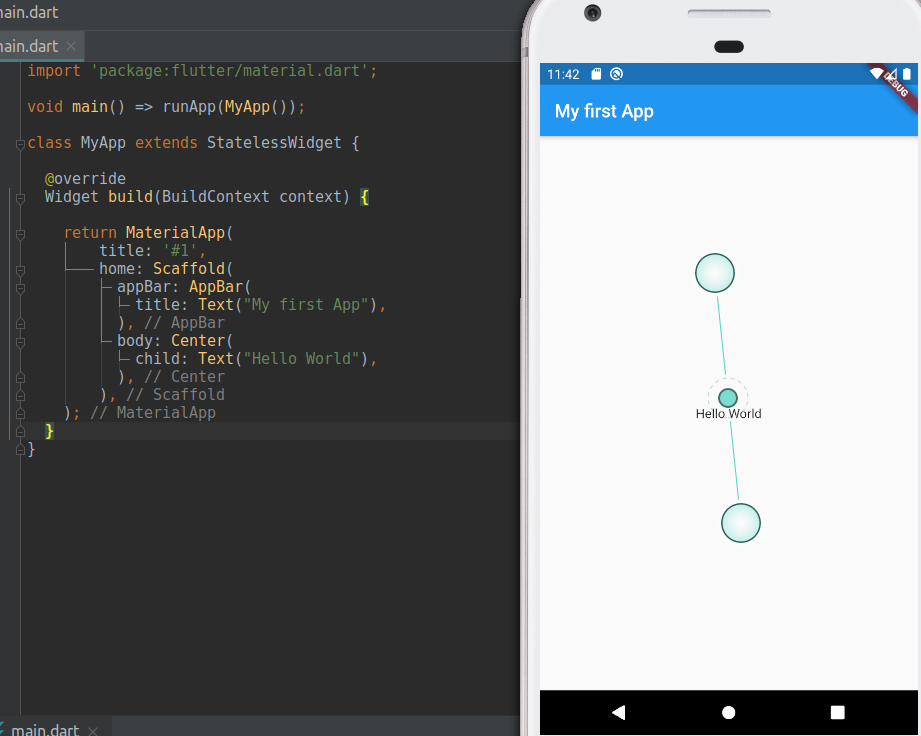 main.dart
main.dart
import 'package:flutter/material.dart';
void main() => runApp(MyApp());
class MyApp extends StatelessWidget {
@override
Widget build(BuildContext context) {
return MaterialApp(
title: '#1',
home: Scaffold(
appBar: AppBar(
title: Text("My first App"),
), // AppBar
body: Center(
child: Text("Hello World"),
), // Center
), // Scaffold
); // MaterialApp
}
}
main.dart
11:42
DEBUG
My first App
Hello World